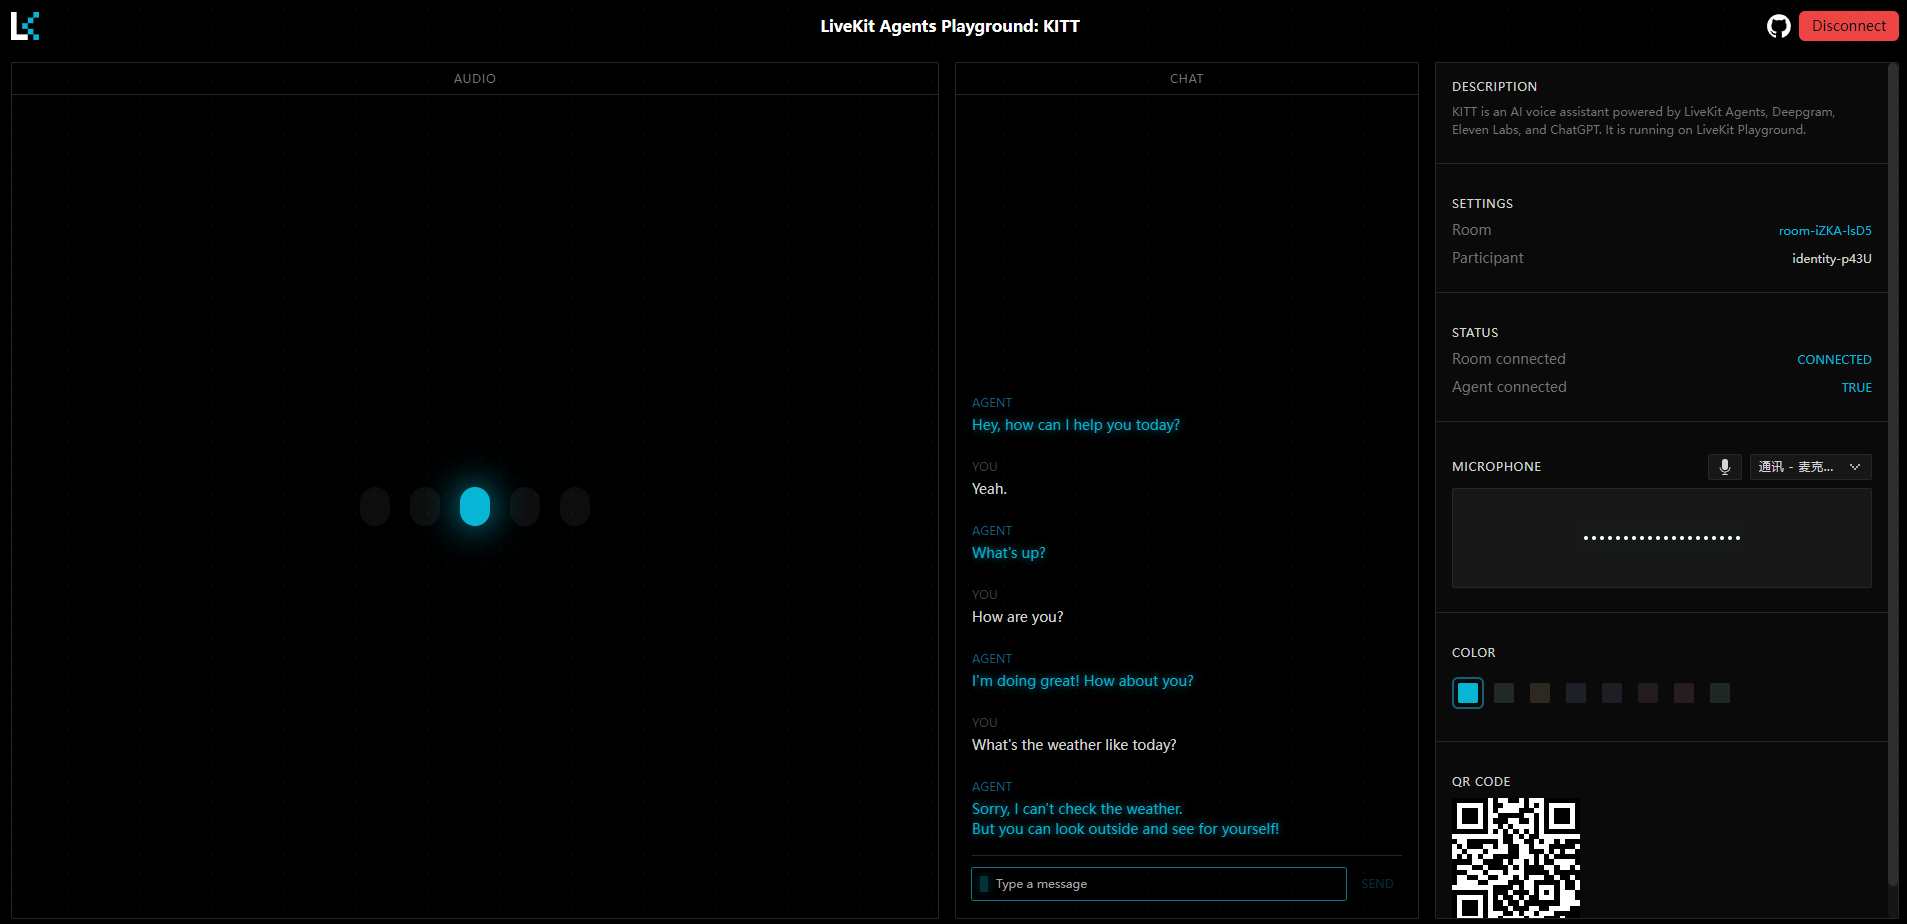 LiveKit Agents Playground: KITT
Disconnect
AUDIO
CHAT
AGENT
Hey, how can I help you today?
YOU
Yeah.
AGENT
What's up?
YOU
How are you?
AGENT
I'm doing great! How about you?
YOU
What's the weather like today?
AGENT
Sorry, I can't check the weather.
But you can look outside and see for yourself!
Type a message
SEND
DESCRIPTION
KITT is an AI voice assistant powered by LiveKit Agents, Deepgram,
Eleven Labs, and ChatGPT. It is running on LiveKit Playground.
SETTINGS
Room room-iZKA-lsD5
Participant identity-p43U
STATUS
Room connected CONNECTED
Agent connected TRUE
MICROPHONE 通讯 - 麦克...
COLOR
QR CODE